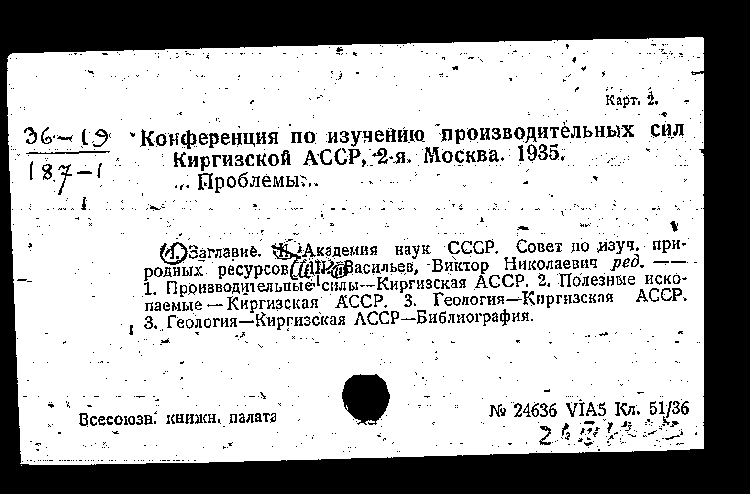 Карт. 2.
36-19
187-1
Конференция по изучению производительных сил
Киргизской АССР, 2-я. Москва. 1935.
... Проблемы...
I. Заглавие. II. Академия наук СССР. Совет по изуч. при-
родных ресурсов III. Васильев, Виктор Николаевич ред. ——
1. Производительные силы—Киргизская АССР. 2. Полезные иско-
паемые — Киргизская АССР. 3. Геология—Киргизская АССР.
3. Геология—Киргизская АССР—Библиография.
Всесоюзн. книжн. палата
№ 24636 VIA5 Кл. 51/36